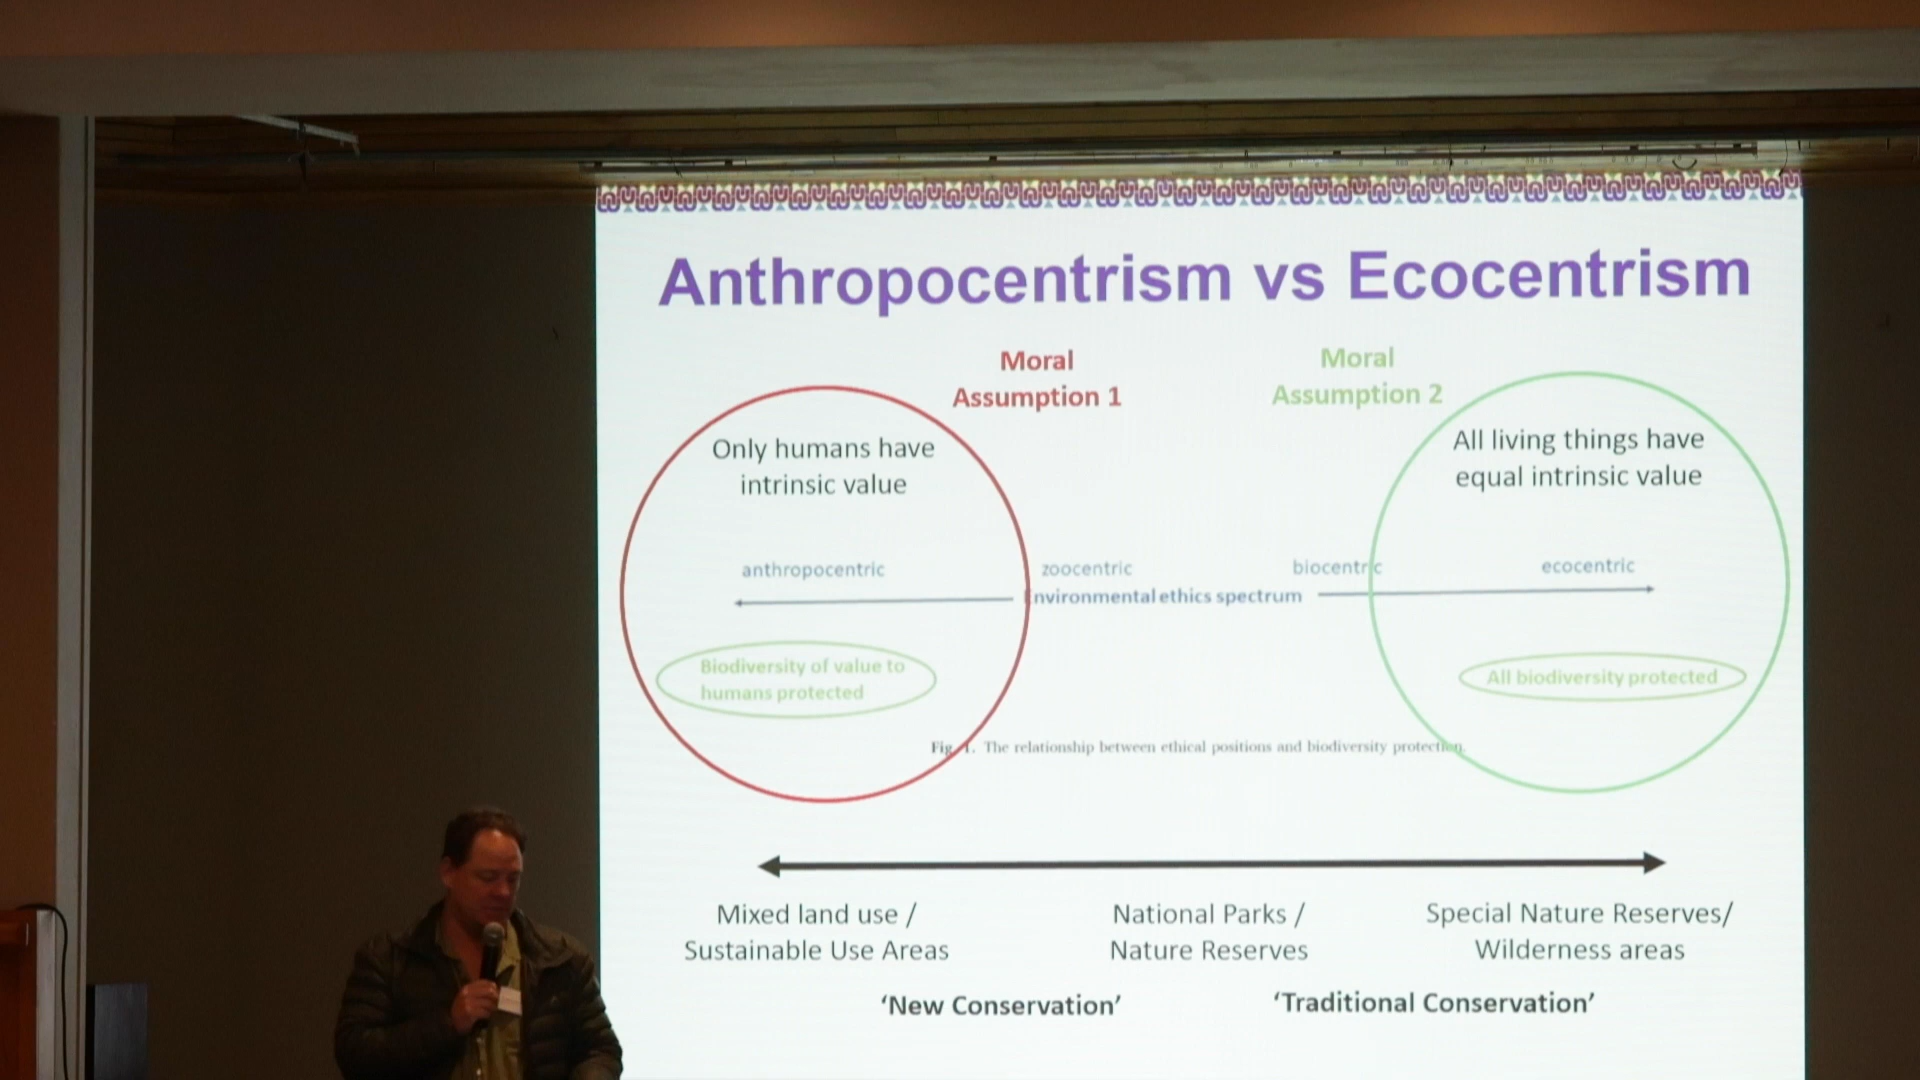 Anthropocentrism vs Ecocentrism
Moral
Assumption 1
Moral
Assumption 2
Only humans have
intrinsic value
All living things have
equal intrinsic value
anthropocentric
zoocentric
biocentric
ecocentric
Environmental ethics spectrum
Biodiversity of value to
humans protected
All biodiversity protected
Fig. 1. The relationship between ethical positions and biodiversity protection.
Mixed land use /
Sustainable Use Areas
National Parks /
Nature Reserves
Special Nature Reserves/
Wilderness areas
‘New Conservation’
‘Traditional Conservation’